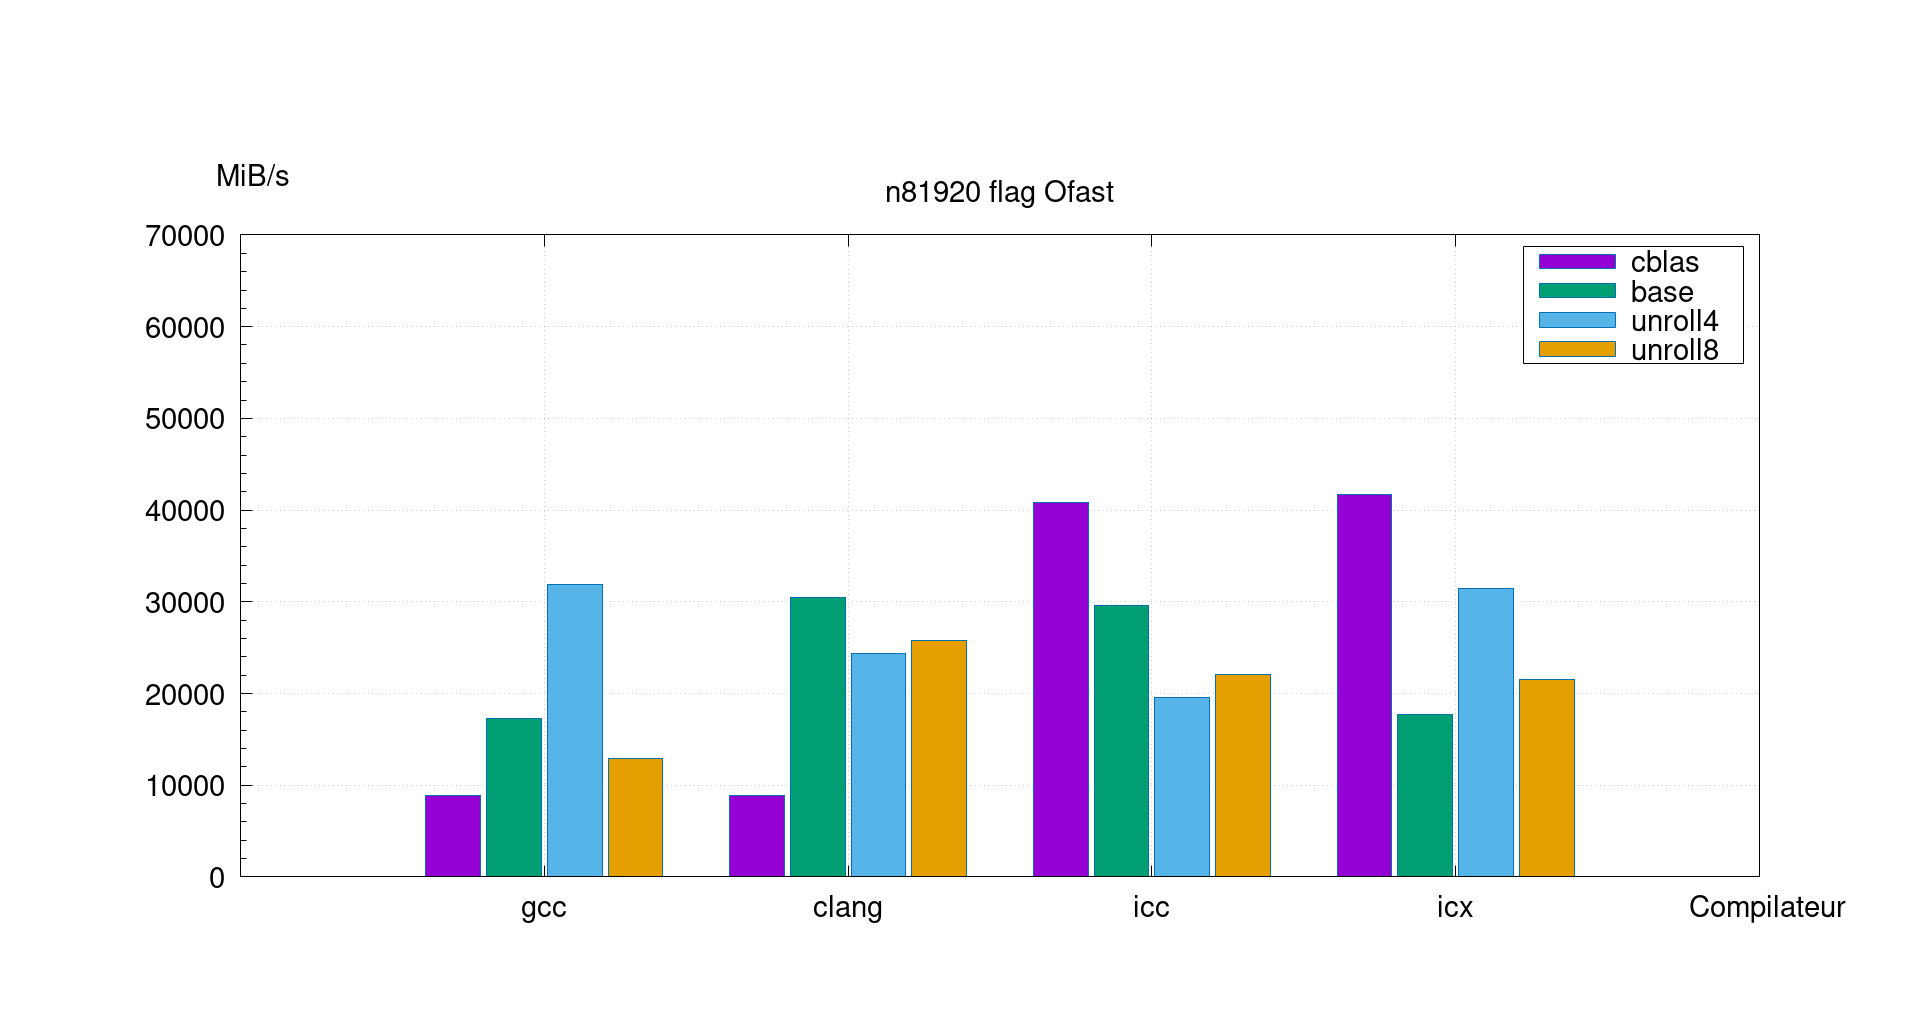 MiB/s
n81920 flag Ofast
70000
60000
50000
40000
30000
20000
10000
0
cblas
base
unroll4
unroll8
gcc clang icc icx Compilateur